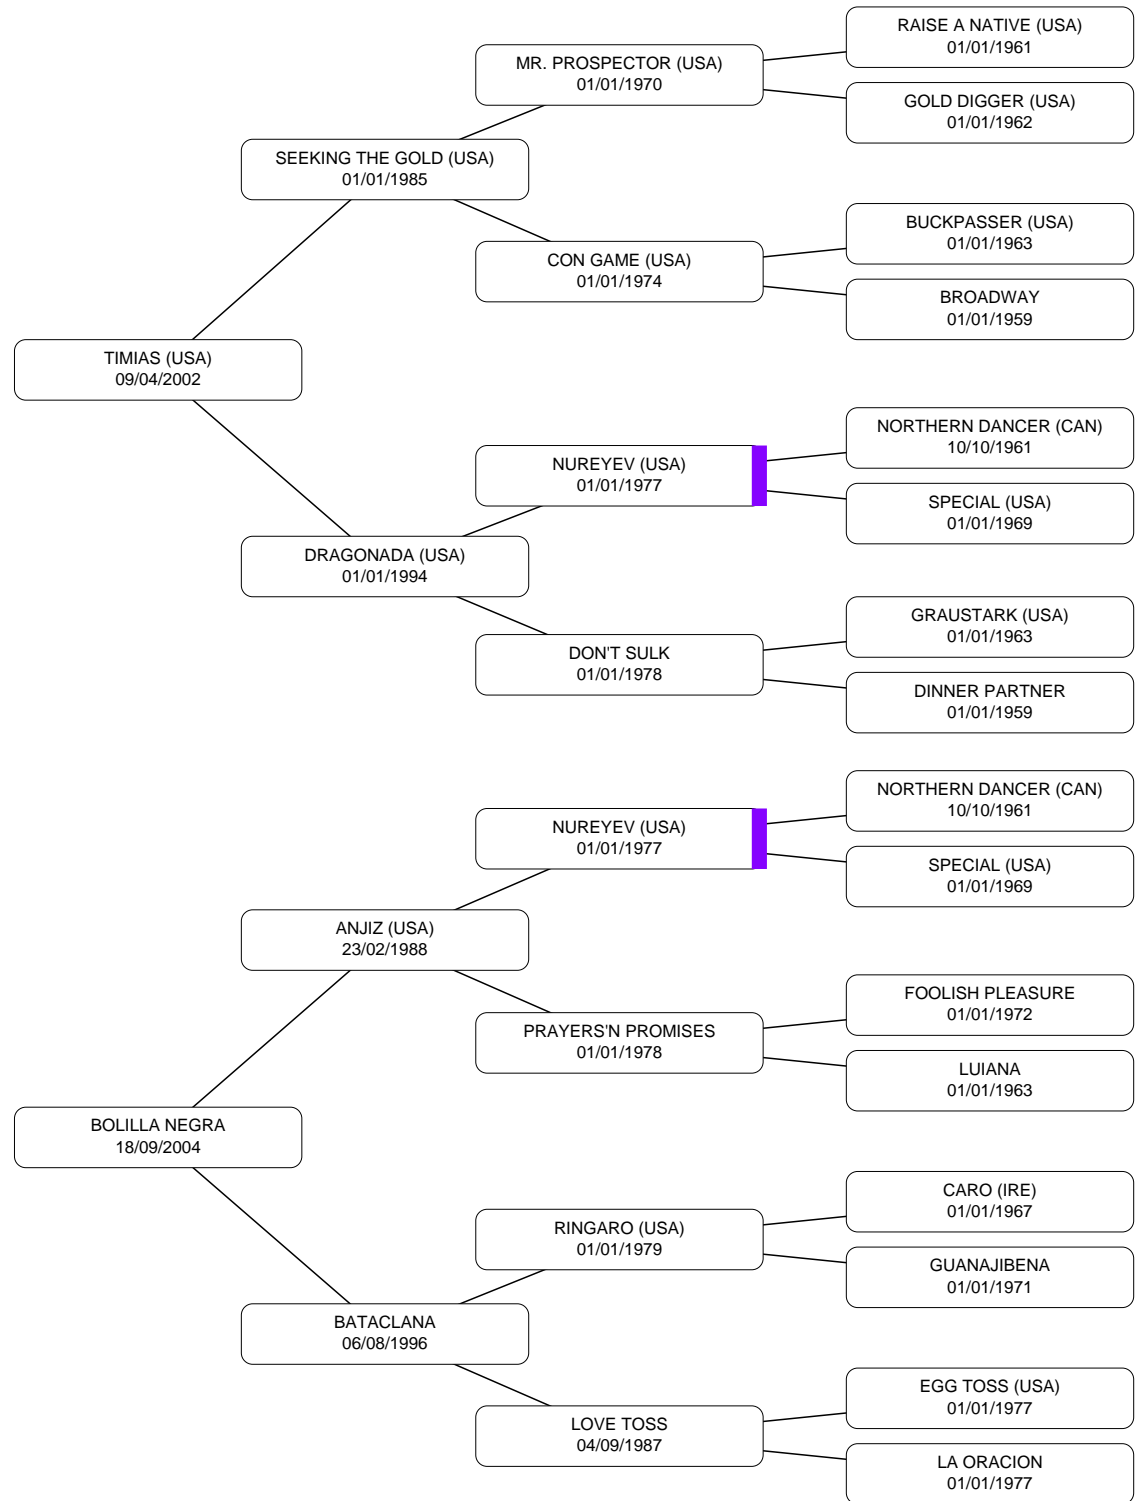 RAISE A NATIVE (USA)
01/01/1961
MR. PROSPECTOR (USA)
01/01/1970
GOLD DIGGER (USA)
01/01/1962
SEEKING THE GOLD (USA)
01/01/1985
BUCKPASSER (USA)
01/01/1963
CON GAME (USA)
01/01/1974
BROADWAY
01/01/1959
TIMIAS (USA)
09/04/2002
NORTHERN DANCER (CAN)
10/10/1961
NUREYEV (USA)
01/01/1977
SPECIAL (USA)
01/01/1969
DRAGONADA (USA)
01/01/1994
GRAUSTARK (USA)
01/01/1963
DON'T SULK
01/01/1978
DINNER PARTNER
01/01/1959
NORTHERN DANCER (CAN)
10/10/1961
NUREYEV (USA)
01/01/1977
SPECIAL (USA)
01/01/1969
ANJIZ (USA)
23/02/1988
FOOLISH PLEASURE
01/01/1972
PRAYERS'N PROMISES
01/01/1978
LUIANA
01/01/1963
BOLILLA NEGRA
18/09/2004
CARO (IRE)
01/01/1967
RINGARO (USA)
01/01/1979
GUANAJIBENA
01/01/1971
BATACLANA
06/08/1996
EGG TOSS (USA)
01/01/1977
LOVE TOSS
04/09/1987
LA ORACION
01/01/1977